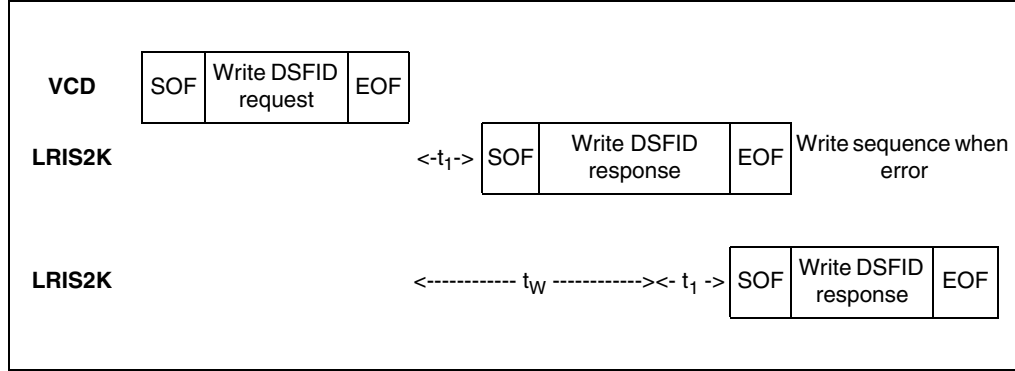 VCD SOF Write DSFID request EOF
LRIS2K <-t1-> SOF Write DSFID response EOF Write sequence when error
LRIS2K <------------ tW ------------><- t1 -> SOF Write DSFID response EOF